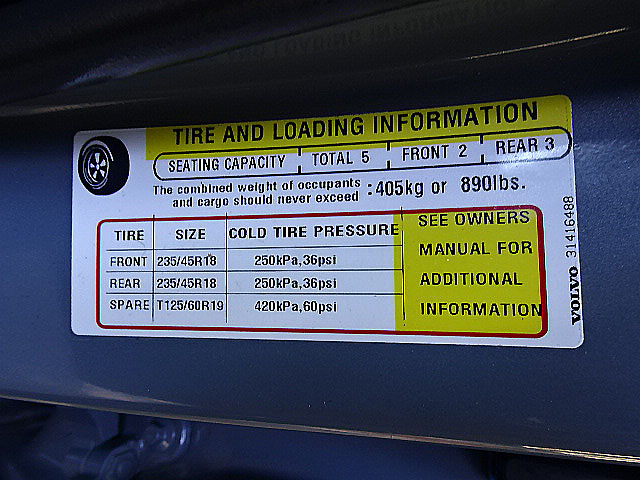 TIRE AND LOADING INFORMATION
SEATING CAPACITY TOTAL 5 FRONT 2 REAR 3
The combined weight of occupants and cargo should never exceed : 405kg or 890lbs.
TIRE SIZE COLD TIRE PRESSURE
FRONT 235/45R18 250kPa,36psi
REAR 235/45R18 250kPa,36psi
SPARE T125/60R19 420kPa,60psi
SEE OWNERS
MANUAL FOR
ADDITIONAL
INFORMATION
VOLVO 31416488